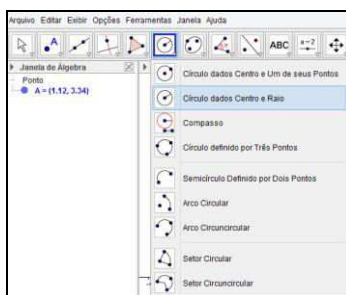 Arquivo Editar Exibir Opções Ferramentas Janela Ajuda
A
ABC
a=2
Janela de Álgebra
Ponto
A = (1.12, 3.34)
Círculo dados Centro e Um de seus Pontos
Círculo dados Centro e Raio
Compasso
Círculo definido por Três Pontos
Semicírculo Definido por Dois Pontos
Arco Circular
Arco Circuncircular
Setor Circular
Setor Circuncircular